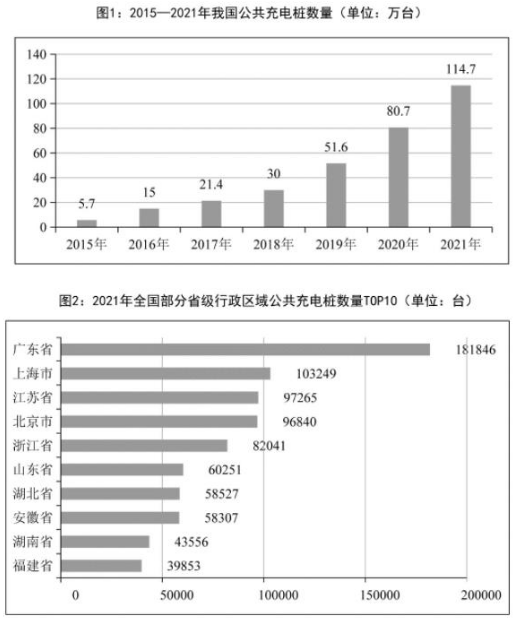 图1：2015—2021年我国公共充电桩数量（单位：万台）
140
120
100
80
60
40
20
0
5.7
15
21.4
30
51.6
80.7
114.7
2015年 2016年 2017年 2018年 2019年 2020年 2021年
图2：2021年全国部分省级行政区域公共充电桩数量TOP10（单位：台）
广东省 181846
上海市 103249
江苏省 97265
北京市 96840
浙江省 82041
山东省 60251
湖北省 58527
安徽省 58307
湖南省 43556
福建省 39853
0 50000 100000 150000 200000